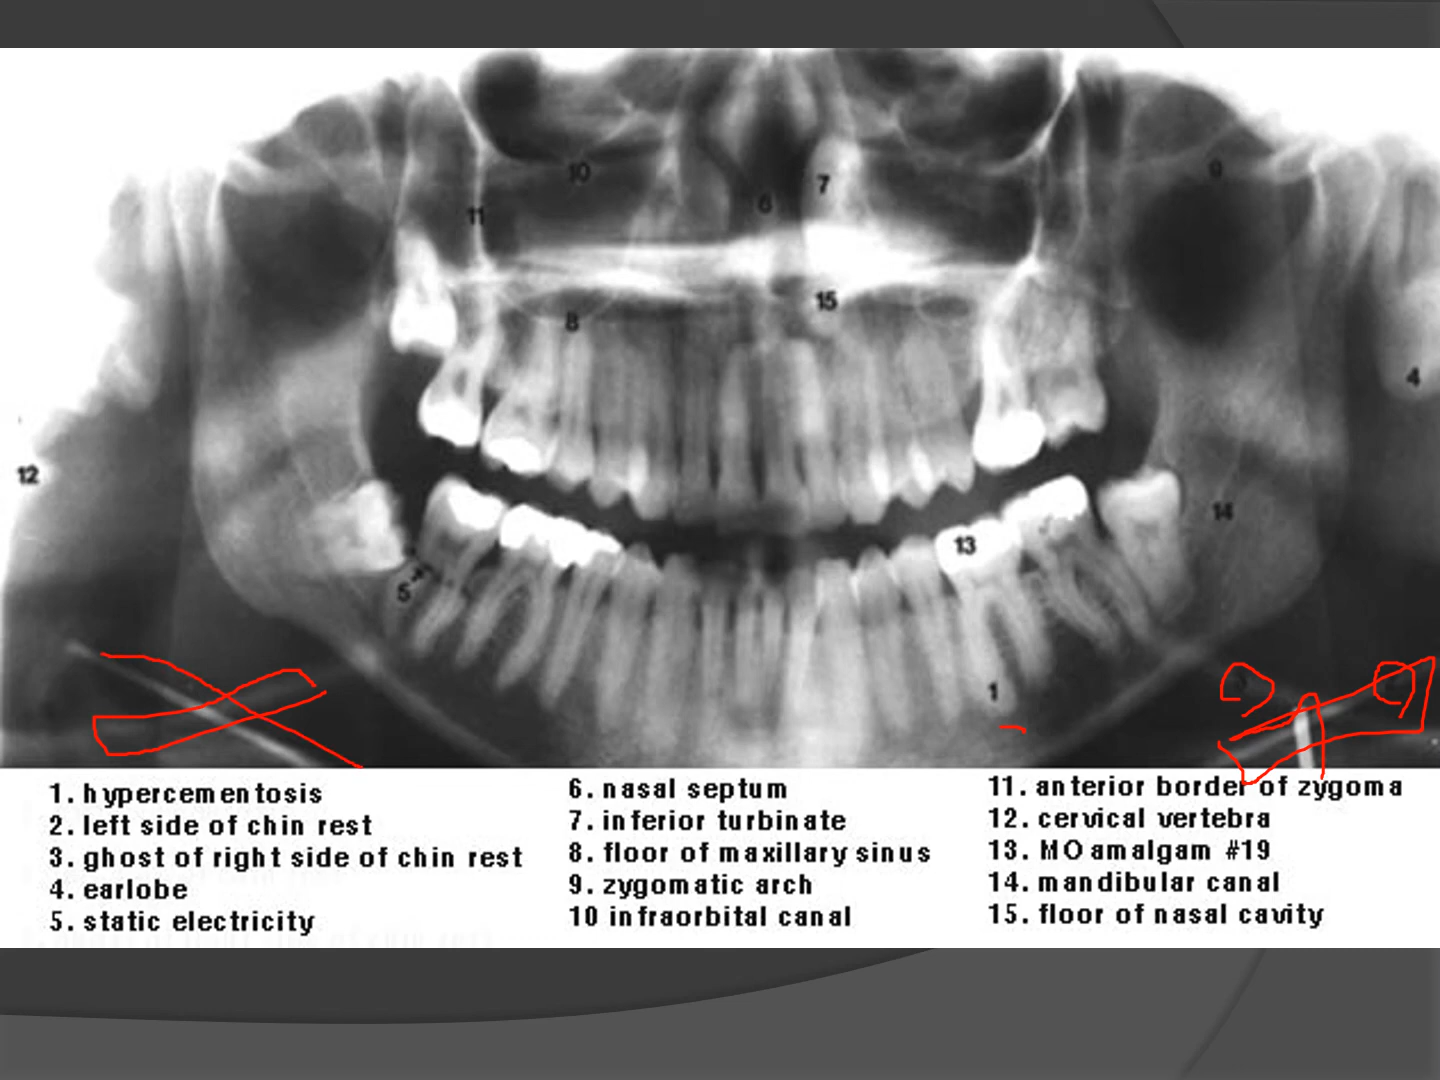 10
7
9
6
11
15
8
4
12
14
13
5
1
1. hypercementosis
2. left side of chin rest
3. ghost of right side of chin rest
4. earlobe
5. static electricity
6. nasal septum
7. inferior turbinate
8. floor of maxillary sinus
9. zygomatic arch
10 infraorbital canal
11. anterior border of zygoma
12. cervical vertebra
13. MO amalgam #19
14. mandibular canal
15. floor of nasal cavity